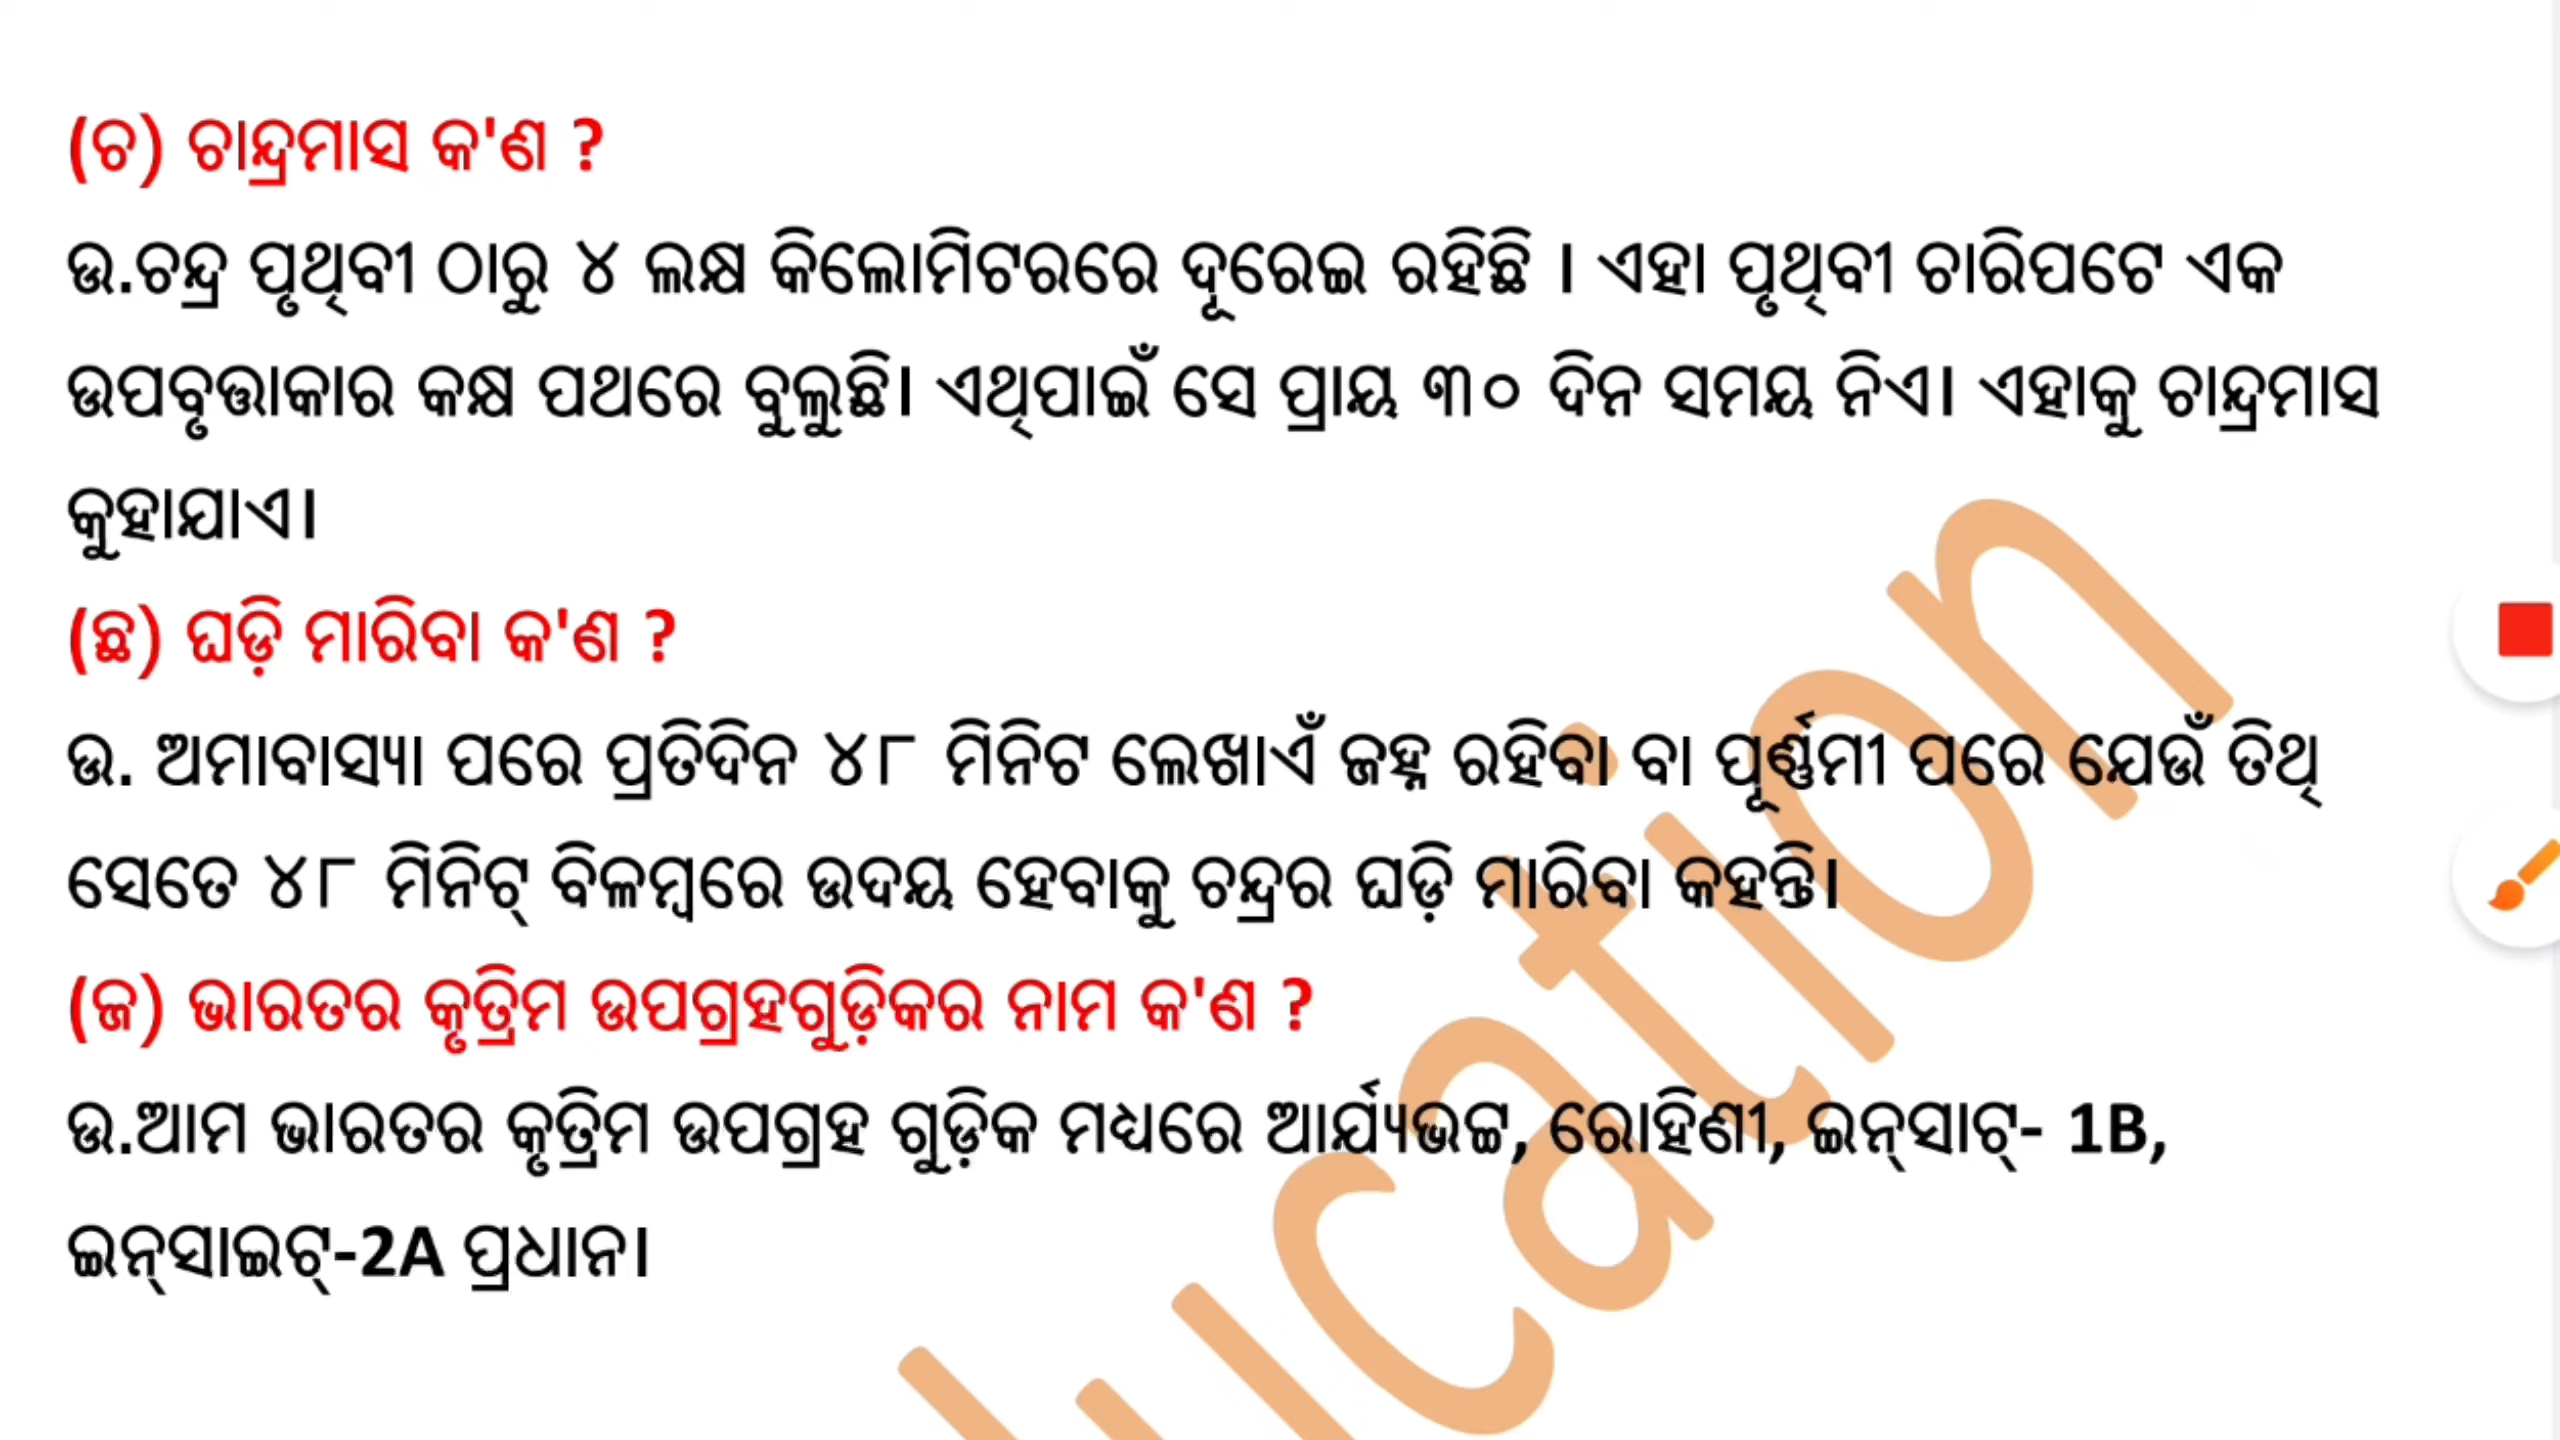 (ଚ) ଚାନ୍ଦ୍ରମାସ କ'ଣ ?
ଉ.ଚନ୍ଦ୍ର ପୃଥିବୀ ଠାରୁ ୪ ଲକ୍ଷ କିଲୋମିଟରରେ ଦୂରେଇ ରହିଛି । ଏହା ପୃଥିବୀ ଚାରିପଟେ ଏକ
ଉପବୃତ୍ତାକାର କକ୍ଷ ପଥରେ ବୁଲୁଛି। ଏଥିପାଇଁ ସେ ପ୍ରାୟ ୩୦ ଦିନ ସମୟ ନିଏ। ଏହାକୁ ଚାନ୍ଦ୍ରମାସ
କୁହାଯାଏ।
(ଛ) ଘଡ଼ି ମାରିବା କ'ଣ ?
ଉ. ଅମାବାସ୍ୟା ପରେ ପ୍ରତିଦିନ ୪୮ ମିନିଟ ଲେଖାଏଁ ଜହ୍ନ ରହିବା ବା ପୂର୍ଣ୍ଣମୀ ପରେ ଯେଉଁ ତିଥି
ସେତେ ୪୮ ମିନିଟ୍ ବିଳମ୍ବରେ ଉଦୟ ହେବାକୁ ଚନ୍ଦ୍ରର ଘଡ଼ି ମାରିବା କହନ୍ତି।
(ଜ) ଭାରତର କୃତ୍ରିମ ଉପଗ୍ରହଗୁଡ଼ିକର ନାମ କ'ଣ ?
ଉ.ଆମ ଭାରତର କୃତ୍ରିମ ଉପଗ୍ରହ ଗୁଡ଼ିକ ମଧ୍ୟରେ ଆର୍ଯ୍ୟଭଟ୍ଟ, ରୋହିଣୀ, ଇନ୍‌ସାଟ୍- 1B,
ଇନ୍‌ସାଇଟ୍-2A ପ୍ରଧାନ।